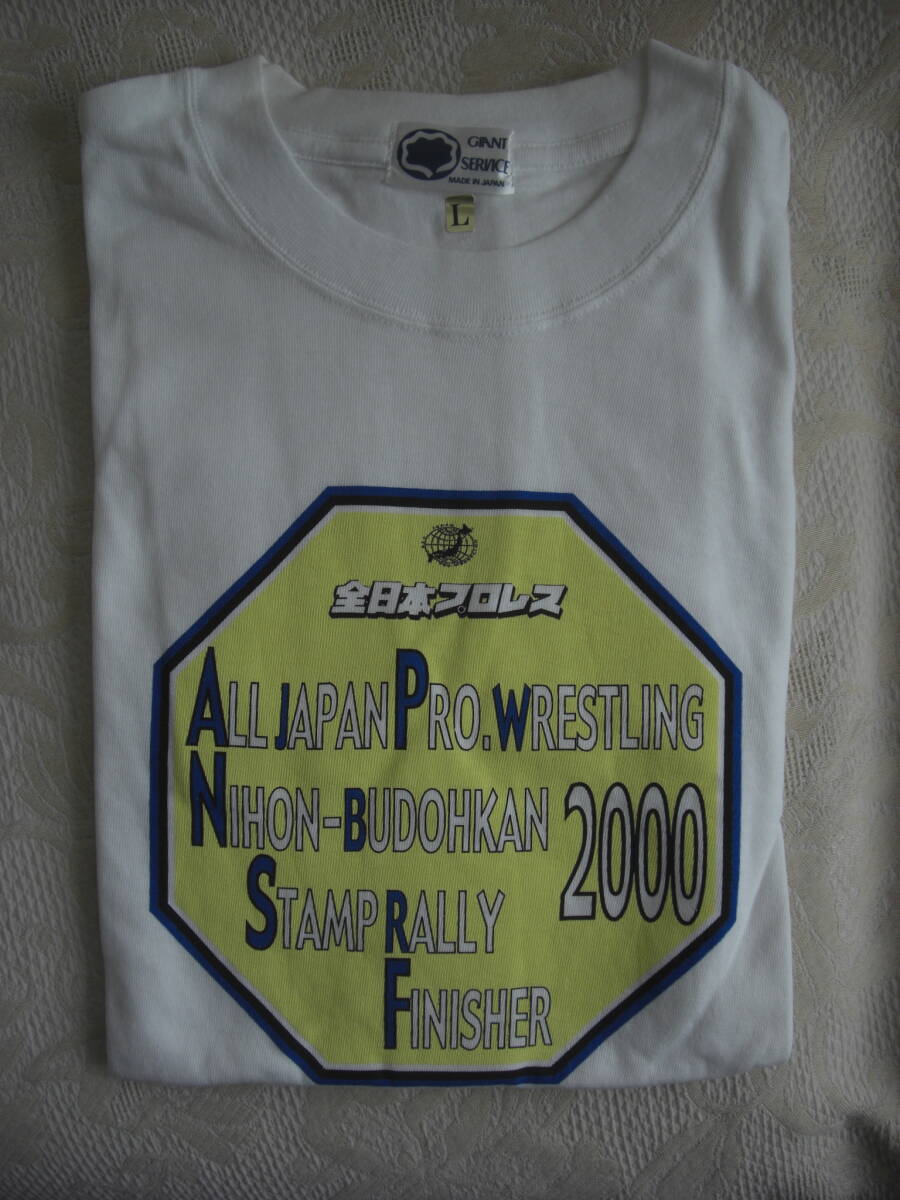 GIANT
SERVICE
MADE IN JAPAN
L
全日本プロレス
ALL JAPAN PRO.WRESTLING
NIHON-BUDOHKAN 2000
STAMP RALLY
FINISHER